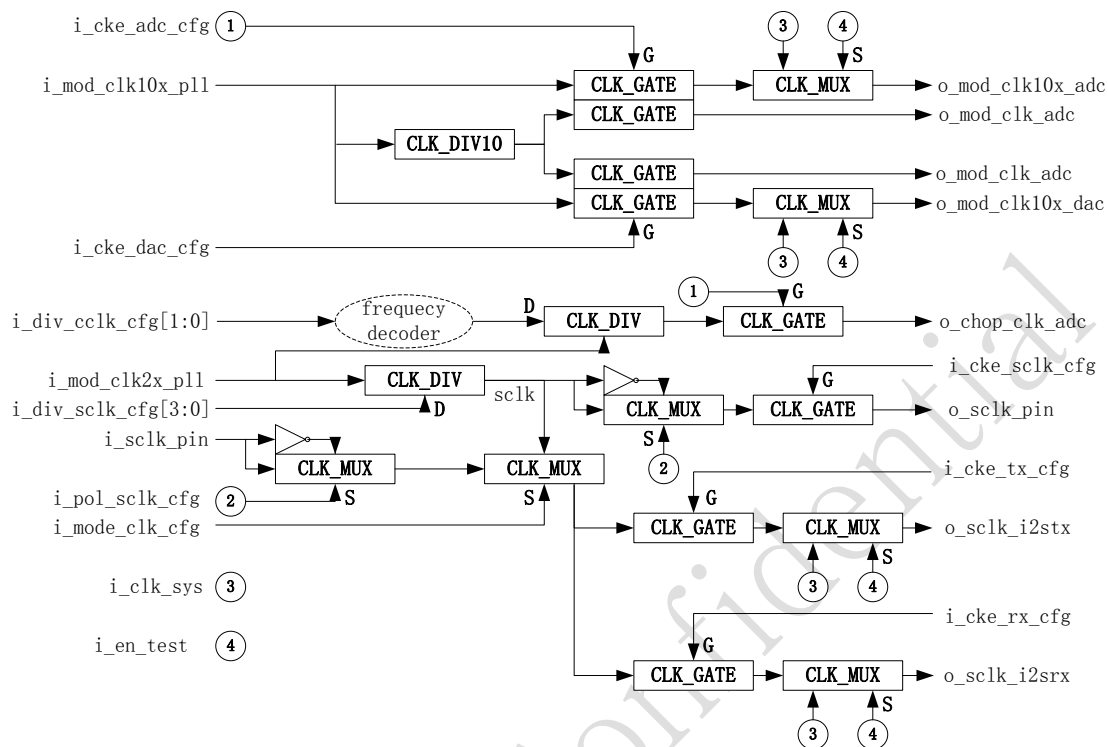 i_cke_adc_cfg 1 3 4
G S
i_mod_clk10x_pll CLK_GATE CLK_MUX o_mod_clk10x_adc
CLK_GATE o_mod_clk_adc
CLK_DIV10
CLK_GATE o_mod_clk_adc
CLK_GATE CLK_MUX o_mod_clk10x_dac
G S
i_cke_dac_cfg 3 4
1 G
i_div_cclk_cfg[1:0] frequecy D CLK_DIV CLK_GATE o_chop_clk_adc
decoder
i_cke_sclk_cfg
i_mod_clk2x_pll CLK_DIV G
sclk
i_div_sclk_cfg[3:0] D CLK_MUX CLK_GATE o_sclk_pin
i_sclk_pin S
2
CLK_MUX CLK_MUX i_cke_tx_cfg
i_pol_sclk_cfg 2 S S G
i_mode_clk_cfg CLK_GATE CLK_MUX o_sclk_i2stx
S
i_clk_sys 3 3 4
i_cke_rx_cfg
i_en_test 4 G
CLK_GATE CLK_MUX o_sclk_i2srx
S
3 4
onfidential